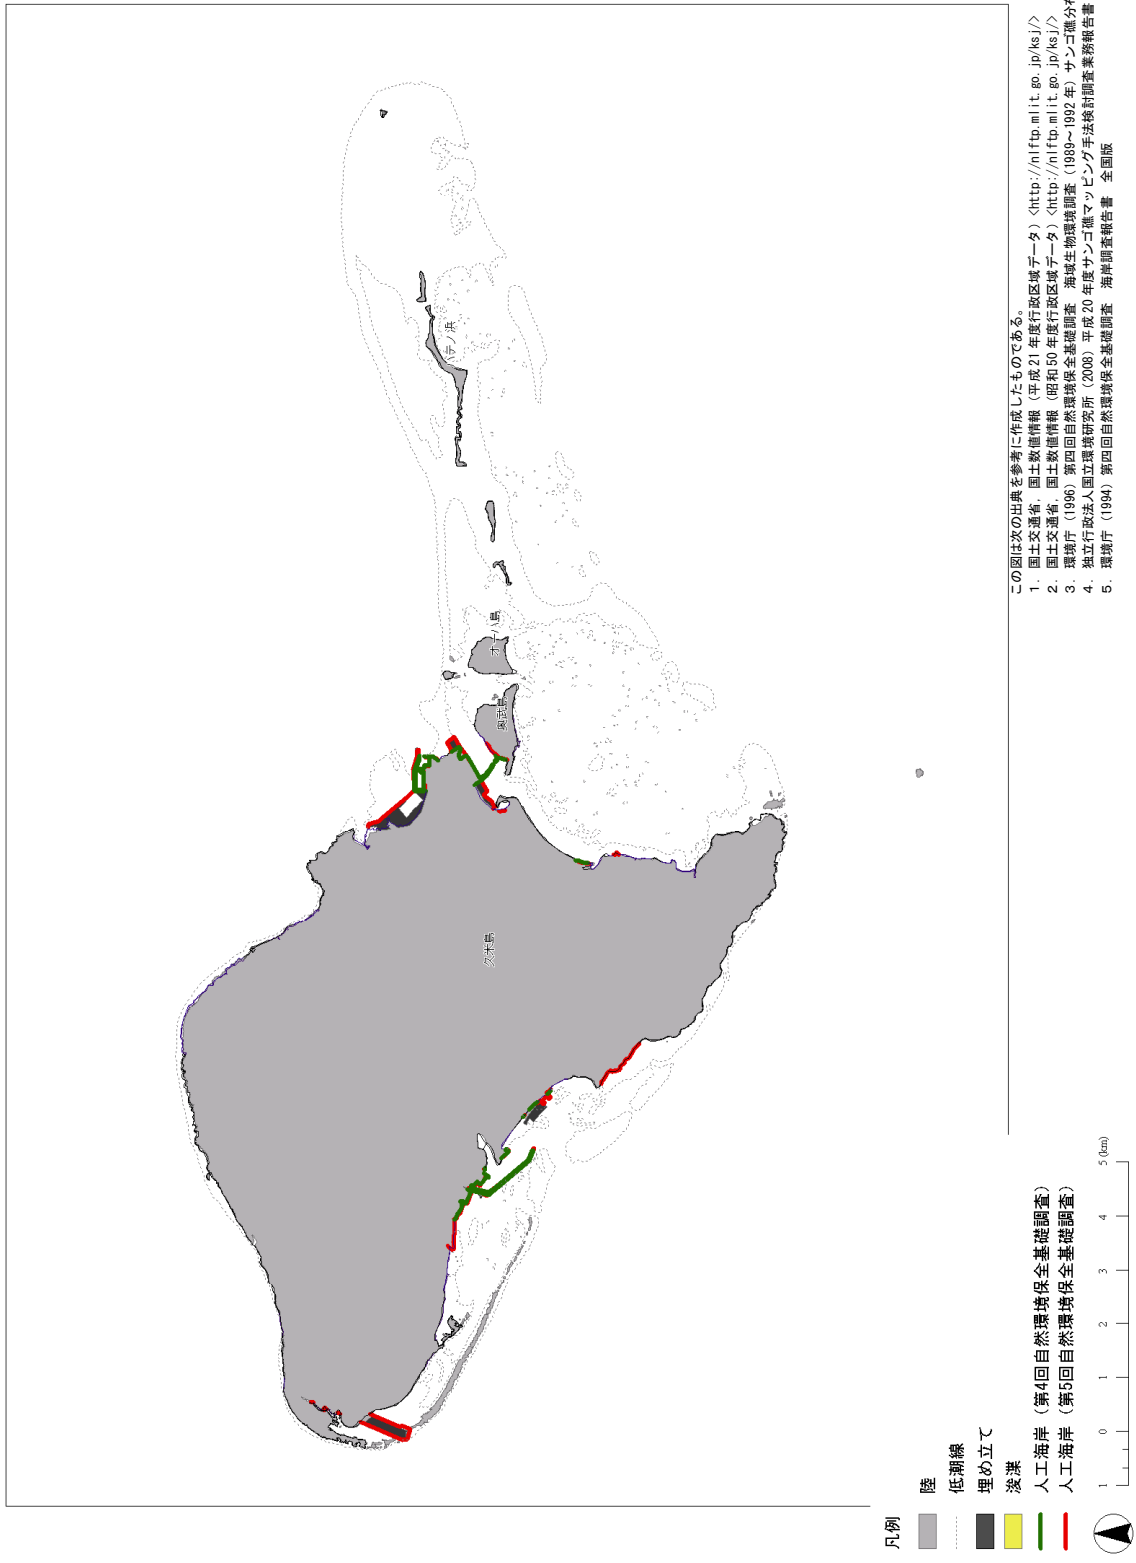 ハテノ浜
オーハ島
奥武島
久米島
この図は次の出典を参考に作成したものである。
1. 国土交通省, 国土数値情報 (平成21年度行政区域データ) <http://nlftp.mlit.go.jp/ksj/>
2. 国土交通省, 国土数値情報 (昭和50年度行政区域データ) <http://nlftp.mlit.go.jp/ksj/>
3. 環境庁 (1996) 第四回自然環境保全基礎調査 海域生物環境調査 (1989~1992年) サンゴ礁分布
4. 独立行政法人国立環境研究所 (2008) 平成20年度サンゴ礁マッピング手法検討調査業務報告書
5. 環境庁 (1994) 第四回自然環境保全基礎調査 海岸調査報告書 全国版
凡例
陸
低潮線
埋め立て
浚渫
人工海岸 (第4回自然環境保全基礎調査)
人工海岸 (第5回自然環境保全基礎調査)
1 0 1 2 3 4 5 (km)